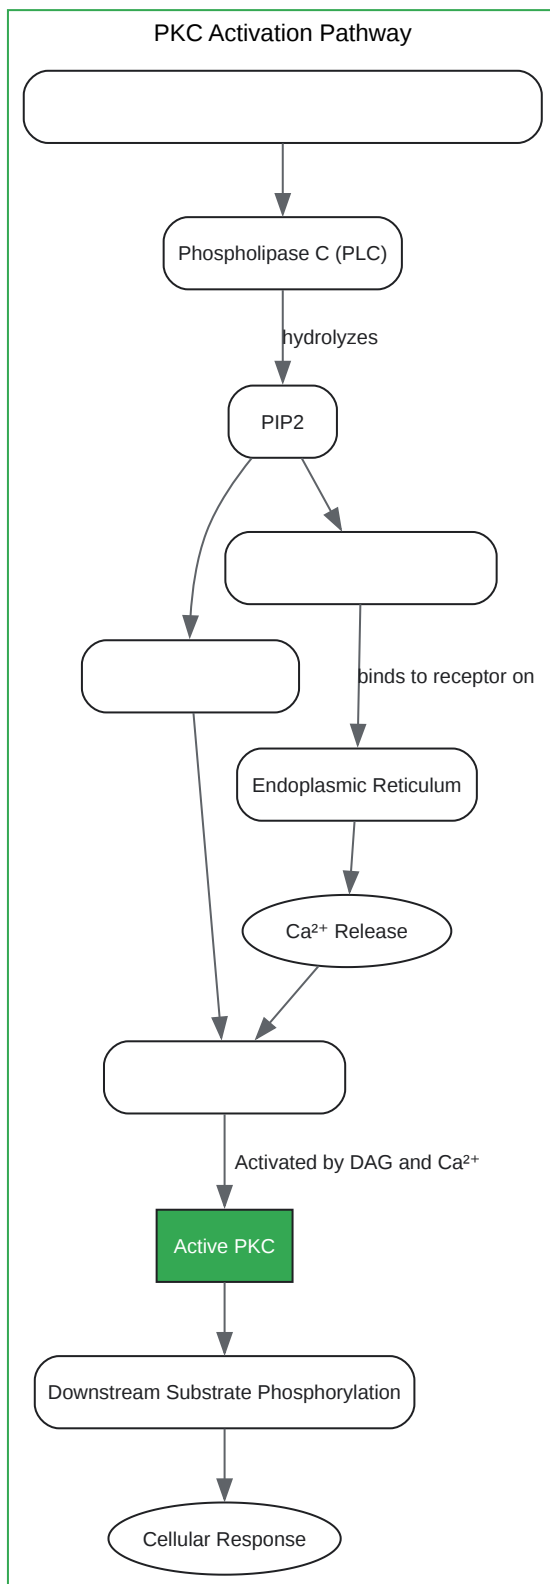 PKC Activation Pathway
Phospholipase C (PLC)
hydrolyzes
PIP2
binds to receptor on
Endoplasmic Reticulum
Ca²⁺ Release
Activated by DAG and Ca²⁺
Active PKC
Downstream Substrate Phosphorylation
Cellular Response